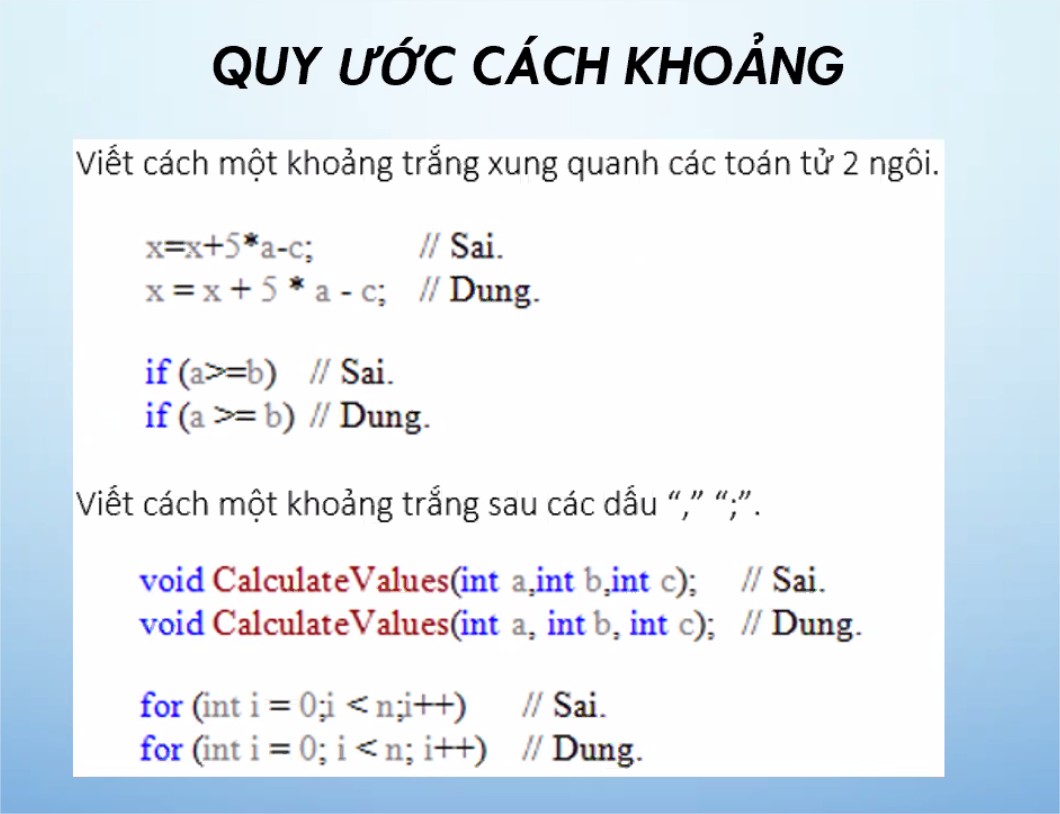 QUY ƯỚC CÁCH KHOẢNG
Viết cách một khoảng trắng xung quanh các toán tử 2 ngôi.
x=x+5*a-c; // Sai.
x = x + 5 * a - c; // Dung.
if (a>=b) // Sai.
if (a >= b) // Dung.
Viết cách một khoảng trắng sau các dấu “,” “;”.
void CalculateValues(int a,int b,int c); // Sai.
void CalculateValues(int a, int b, int c); // Dung.
for (int i = 0;i < n;i++) // Sai.
for (int i = 0; i < n; i++) // Dung.